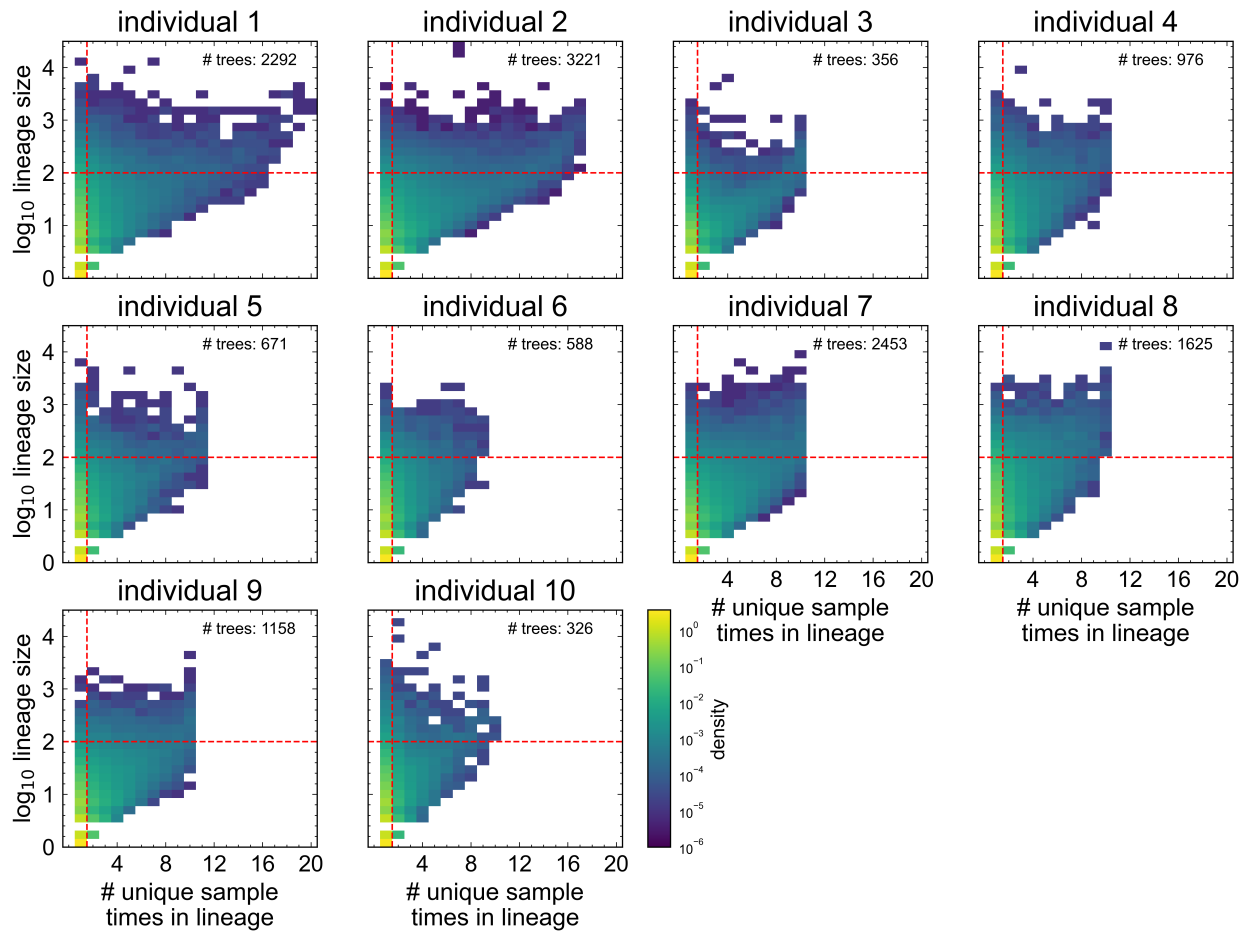 individual 1
individual 2
individual 3
individual 4
# trees: 2292
# trees: 3221
# trees: 356
# trees: 976
log10 lineage size
4
3
2
1
0
individual 5
individual 6
individual 7
individual 8
# trees: 671
# trees: 588
# trees: 2453
# trees: 1625
log10 lineage size
4
3
2
1
0
4 8 12 16 20
# unique sample
times in lineage
4 8 12 16 20
# unique sample
times in lineage
individual 9
individual 10
# trees: 1158
# trees: 326
log10 lineage size
4
3
2
1
0
4 8 12 16 20
# unique sample
times in lineage
4 8 12 16 20
# unique sample
times in lineage
10⁰
10⁻¹
10⁻²
10⁻³
10⁻⁴
10⁻⁵
10⁻⁶
density